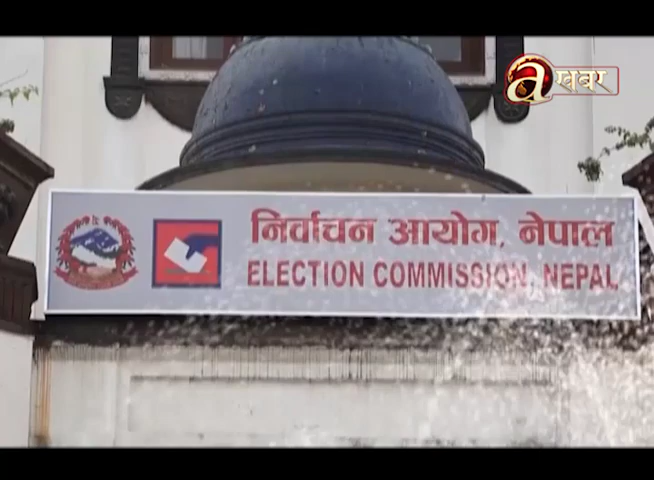 a खबर
निर्वाचन आयोग, नेपाल
ELECTION COMMISSION, NEPAL